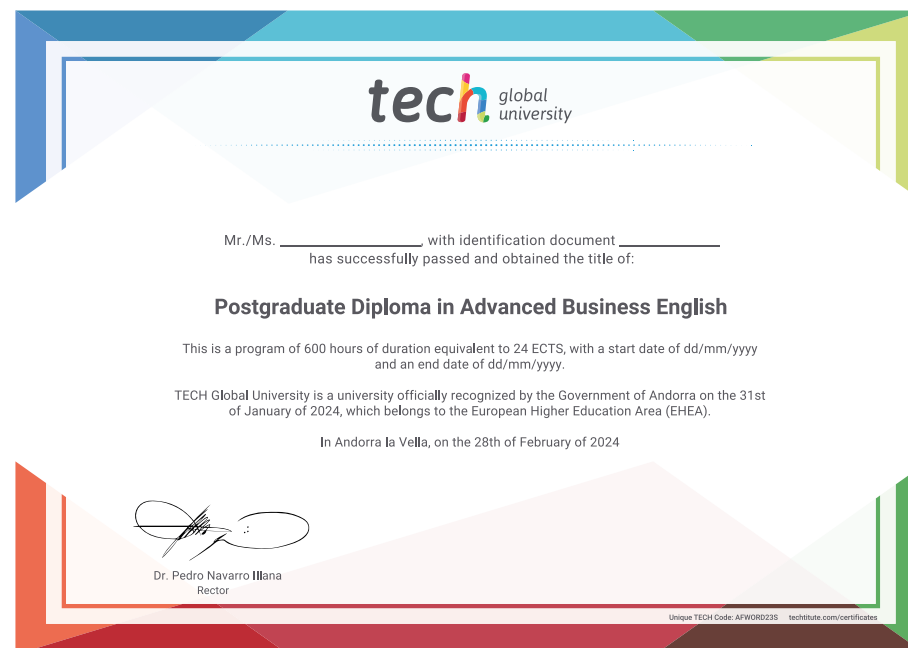 tech global university
Mr./Ms. ____________, with identification document ____________
has successfully passed and obtained the title of:
Postgraduate Diploma in Advanced Business English
This is a program of 600 hours of duration equivalent to 24 ECTS, with a start date of dd/mm/yyyy
and an end date of dd/mm/yyyy.
TECH Global University is a university officially recognized by the Government of Andorra on the 31st
of January of 2024, which belongs to the European Higher Education Area (EHEA).
In Andorra la Vella, on the 28th of February of 2024
Dr. Pedro Navarro Illana
Rector
Unique TECH Code: AFWORD23S techtitute.com/certificates